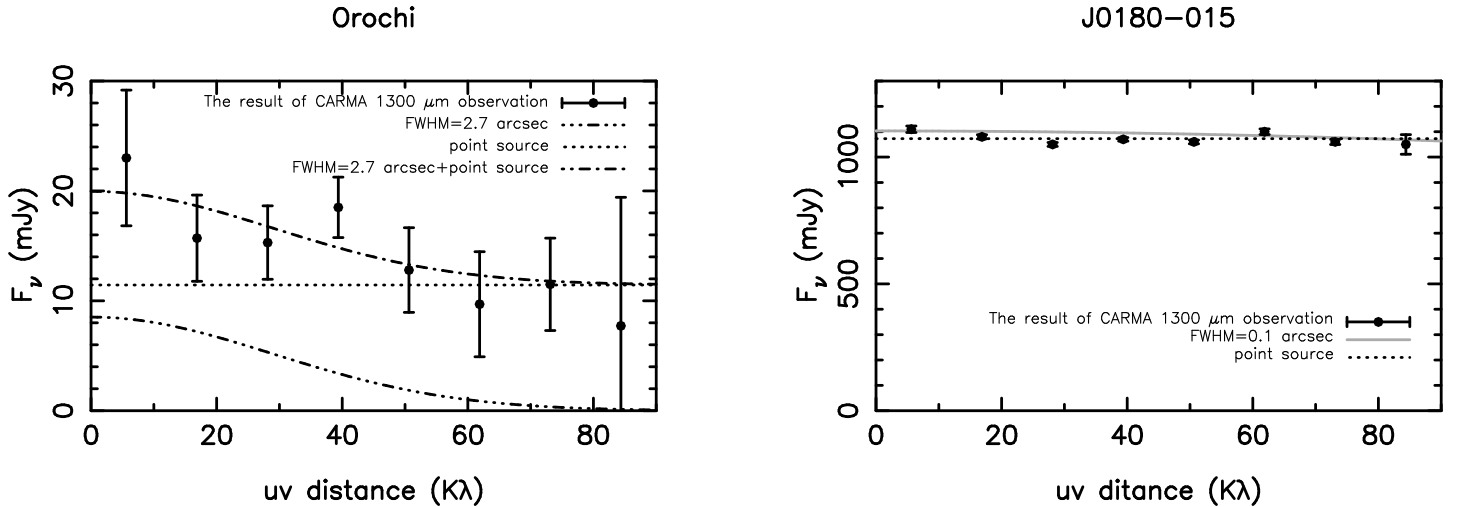 Orochi
30
20
10
0
Fν (mJy)
The result of CARMA 1300 μm observation
FWHM=2.7 arcsec
point source
FWHM=2.7 arcsec+point source
0 20 40 60 80
uv distance (Kλ)
J0180−015
1000
500
0
Fν (mJy)
The result of CARMA 1300 μm observation
FWHM=0.1 arcsec
point source
0 20 40 60 80
uv ditance (Kλ)